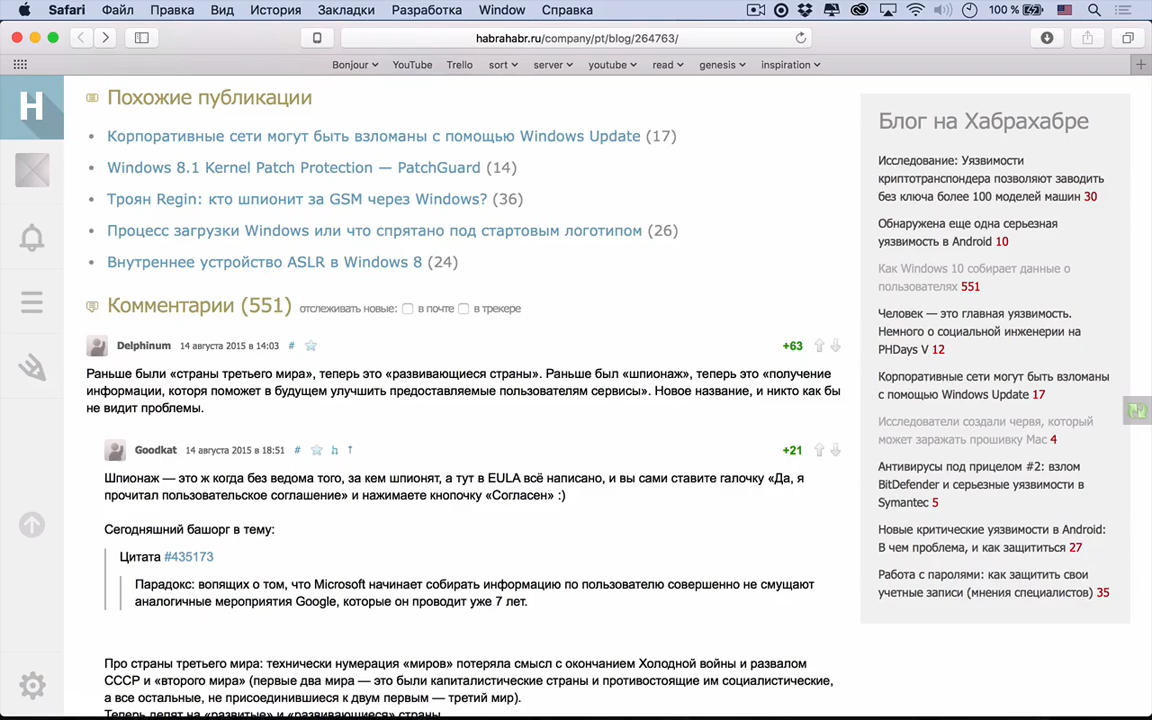 Safari Файл Правка Вид История Закладки Разработка Window Справка 100 %
habrahabr.ru/company/pt/blog/264763/
Bonjour YouTube Trello sort server youtube read genesis inspiration
H
Похожие публикации
• Корпоративные сети могут быть взломаны с помощью Windows Update (17)
• Windows 8.1 Kernel Patch Protection — PatchGuard (14)
• Троян Regin: кто шпионит за GSM через Windows? (36)
• Процесс загрузки Windows или что спрятано под стартовым логотипом (26)
• Внутреннее устройство ASLR в Windows 8 (24)
Комментарии (551) отслеживать новые: в почте в трекере
Delphinum 14 августа 2015 в 14:03 # +63
Раньше были «страны третьего мира», теперь это «развивающиеся страны». Раньше был «шпионаж», теперь это «получение
информации, которя поможет в будущем улучшить предоставляемые пользователям сервисы». Новое название, и никто как бы
не видит проблемы.
Goodkat 14 августа 2015 в 18:51 # h ↑ +21
Шпионаж — это ж когда без ведома того, за кем шпионят, а тут в EULA всё написано, и вы сами ставите галочку «Да, я
прочитал пользовательское соглашение» и нажимаете кнопочку «Согласен» :)
Сегодняшний башорг в тему:
Цитата #435173
Парадокс: вопящих о том, что Microsoft начинает собирать информацию по пользователю совершенно не смущают
аналогичные мероприятия Google, которые он проводит уже 7 лет.
Про страны третьего мира: технически нумерация «миров» потеряла смысл с окончанием Холодной войны и развалом
СССР и «второго мира» (первые два мира — это были капиталистические страны и противостоящие им социалистические,
а все остальные, не присоединившиеся к двум первым — третий мир).
Теперь делят на «развитые» и «развивающиеся» страны.
Блог на Хабрахабре
Исследование: Уязвимости
криптотранспондера позволяют заводить
без ключа более 100 моделей машин 30
Обнаружена еще одна серьезная
уязвимость в Android 10
Как Windows 10 собирает данные о
пользователях 551
Человек — это главная уязвимость.
Немного о социальной инженерии на
PHDays V 12
Корпоративные сети могут быть взломаны
с помощью Windows Update 17
Исследователи создали червя, который
может заражать прошивку Mac 4
Антивирусы под прицелом #2: взлом
BitDefender и серьезные уязвимости в
Symantec 5
Новые критические уязвимости в Android:
В чем проблема, и как защититься 27
Работа с паролями: как защитить свои
учетные записи (мнения специалистов) 35